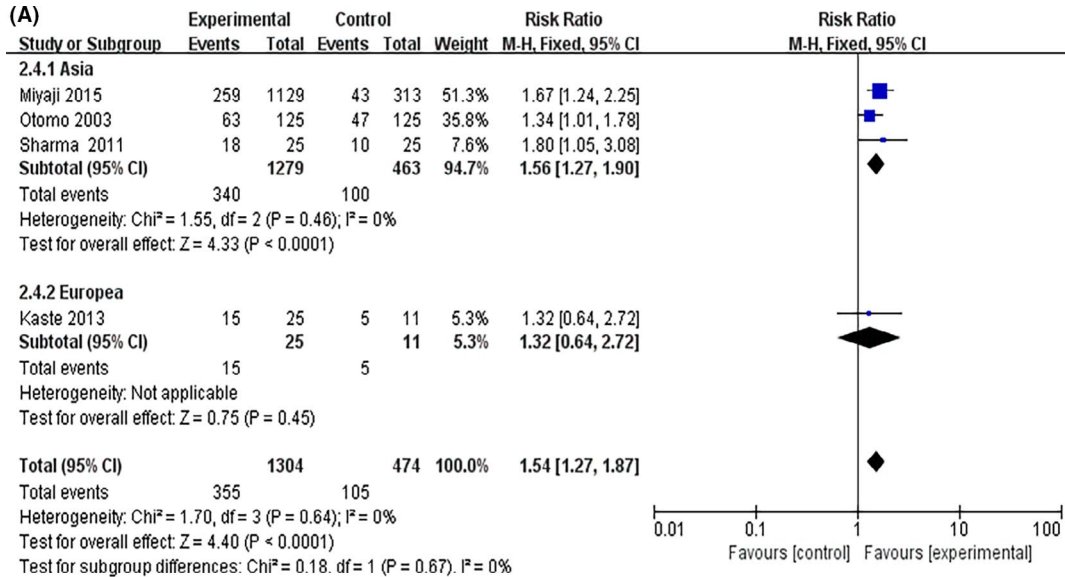 (A)
Experimental Control Risk Ratio Risk Ratio
Study or Subgroup Events Total Events Total Weight M-H, Fixed, 95% CI M-H, Fixed, 95% CI
2.4.1 Asia
Miyaji 2015 259 1129 43 313 51.3% 1.67 [1.24, 2.25]
Otomo 2003 63 125 47 125 35.8% 1.34 [1.01, 1.78]
Sharma 2011 18 25 10 25 7.6% 1.80 [1.05, 3.08]
Subtotal (95% CI) 1279 463 94.7% 1.56 [1.27, 1.90]
Total events 340 100
Heterogeneity: Chi² = 1.55, df = 2 (P = 0.46); I² = 0%
Test for overall effect: Z = 4.33 (P < 0.0001)
2.4.2 Europea
Kaste 2013 15 25 5 11 5.3% 1.32 [0.64, 2.72]
Subtotal (95% CI) 25 11 5.3% 1.32 [0.64, 2.72]
Total events 15 5
Heterogeneity: Not applicable
Test for overall effect: Z = 0.75 (P = 0.45)
Total (95% CI) 1304 474 100.0% 1.54 [1.27, 1.87]
Total events 355 105
Heterogeneity: Chi² = 1.70, df = 3 (P = 0.64); I² = 0%
Test for overall effect: Z = 4.40 (P < 0.0001)
Test for subgroup differences: Chi² = 0.18. df = 1 (P = 0.67). I² = 0%
0.01 0.1 1 10 100
Favours [control] Favours [experimental]